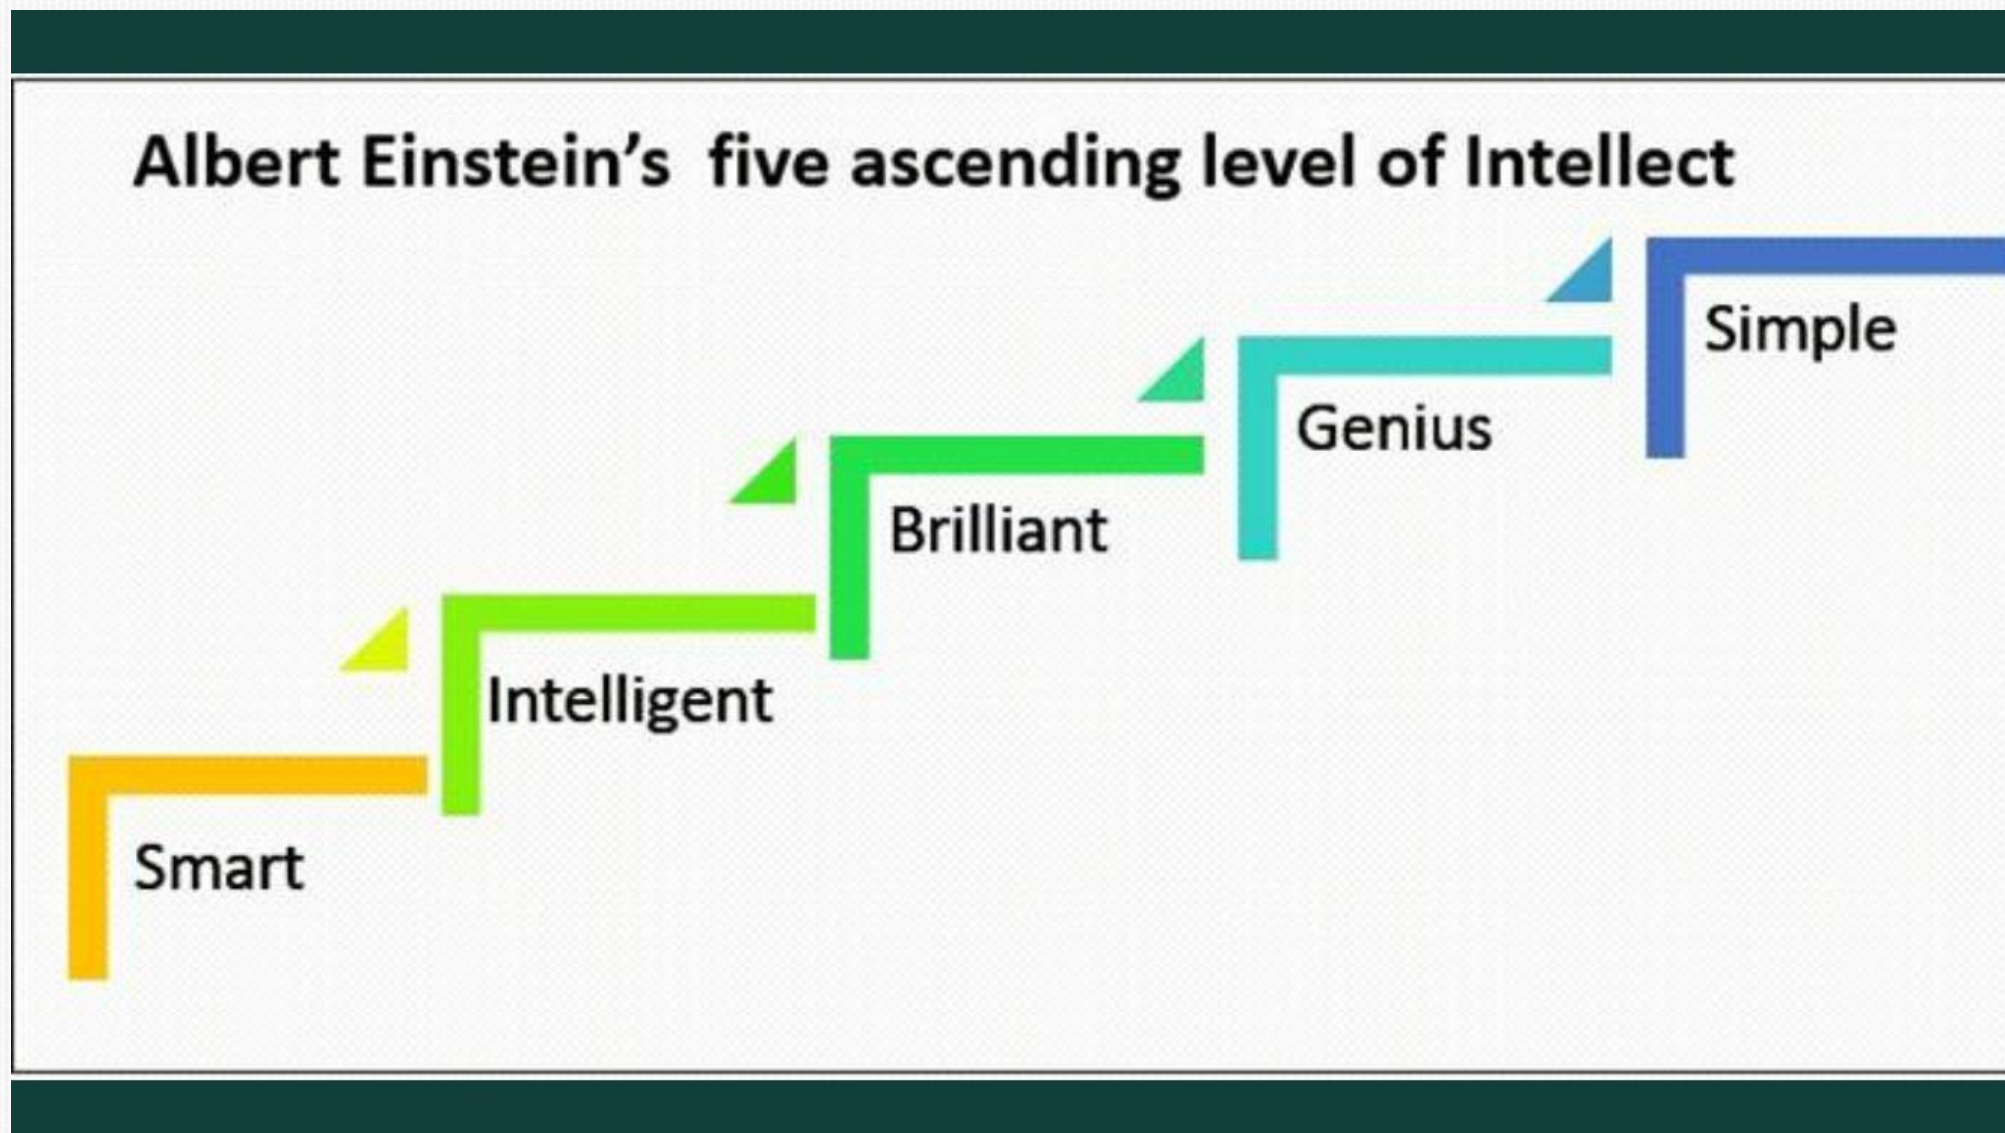 Albert Einstein’s  five ascending level of Intellect
Simple
Genius
Brilliant
Intelligent
Smart